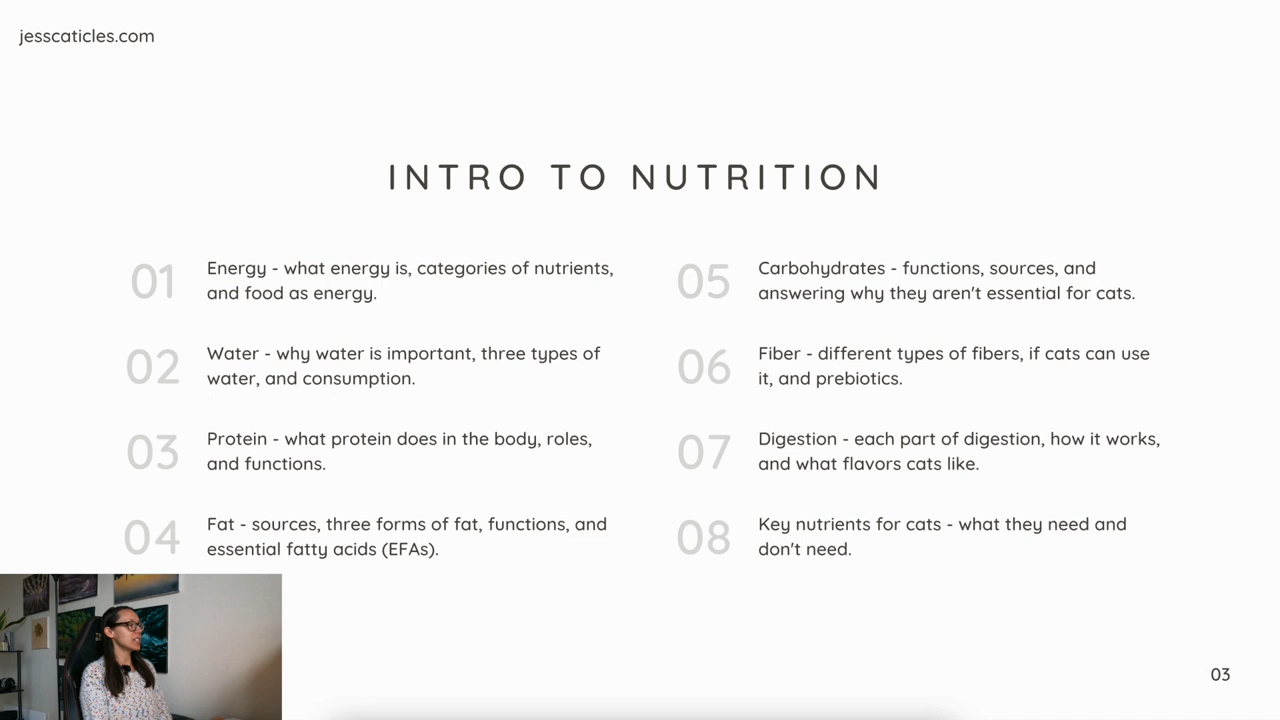 jesscaticles.com
INTRO TO NUTRITION
01
Energy - what energy is, categories of nutrients,
and food as energy.
02
Water - why water is important, three types of
water, and consumption.
03
Protein - what protein does in the body, roles,
and functions.
04
Fat - sources, three forms of fat, functions, and
essential fatty acids (EFAs).
05
Carbohydrates - functions, sources, and
answering why they aren't essential for cats.
06
Fiber - different types of fibers, if cats can use
it, and prebiotics.
07
Digestion - each part of digestion, how it works,
and what flavors cats like.
08
Key nutrients for cats - what they need and
don't need.
03